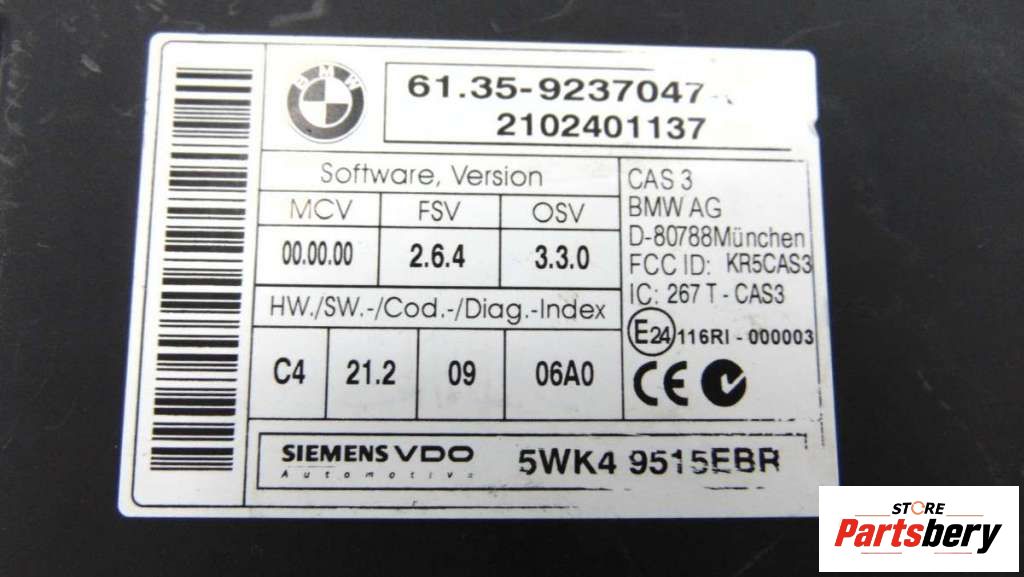 BMW
61.35-9237047
2102401137
Software, Version
MCV FSV OSV
00.00.00 2.6.4 3.3.0
HW./SW.-/Cod.-/Diag.-Index
C4 21.2 09 06A0
CAS 3
BMW AG
D-80788München
FCC ID: KR5CAS3
IC: 267 T - CAS3
E24 116RI - 000003
CE
SIEMENS VDO
Automotive
5WK4 9515EBR
STORE
Partsbery